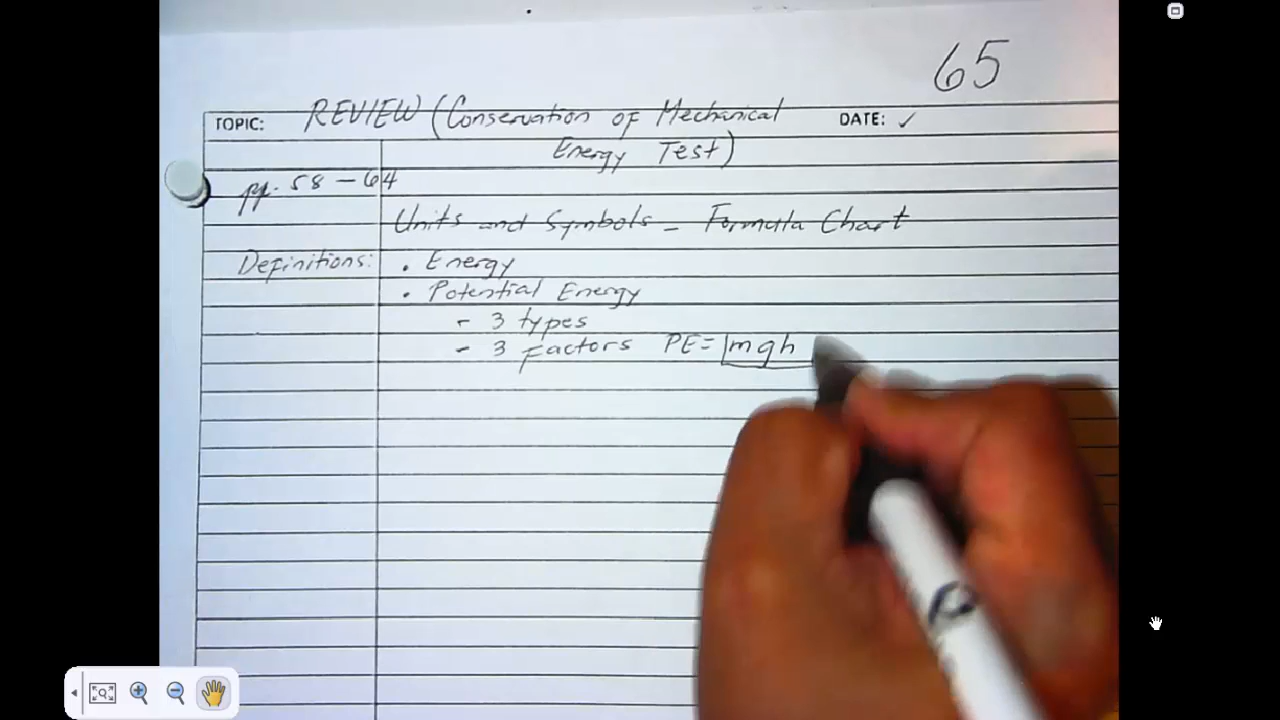 65
TOPIC: REVIEW (Conservation of Mechanical DATE: ✓
Energy Test)
pp. 58 - 64
Units and Symbols - Formula Chart
Definitions: • Energy
• Potential Energy
- 3 types
- 3 Factors PE = mgh